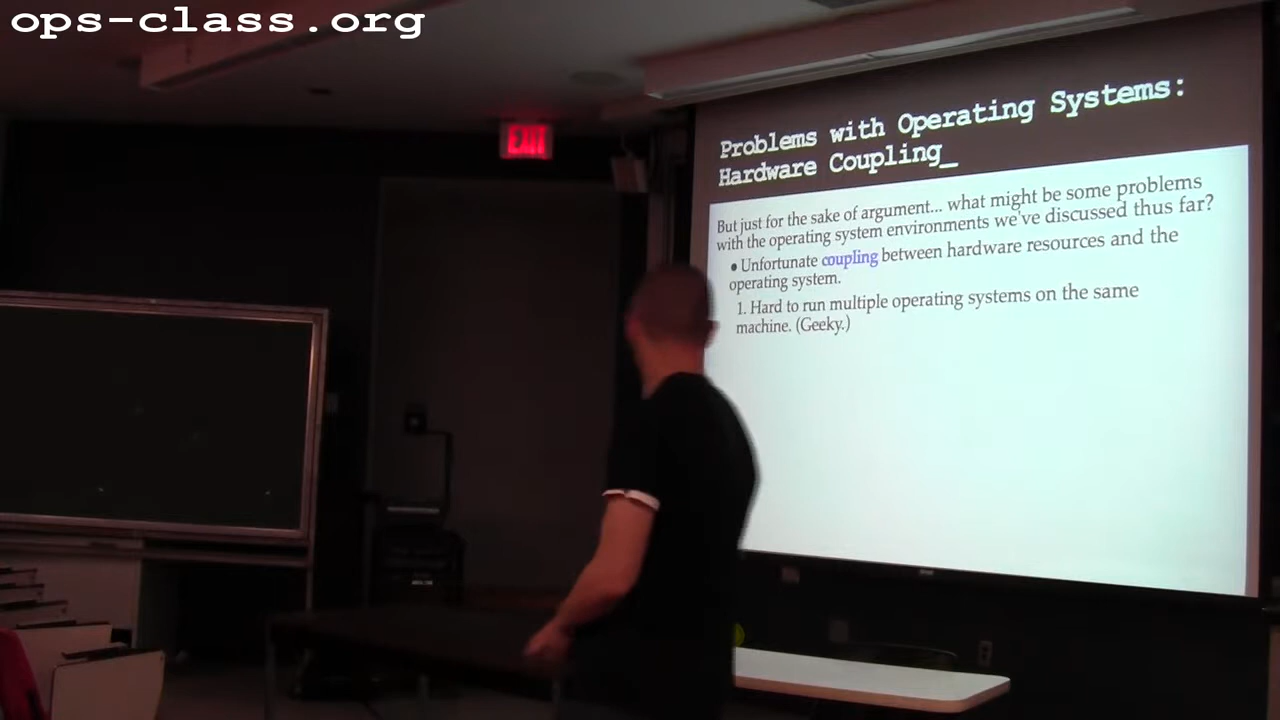 ops-class.org
EXIT
Problems with Operating Systems:
Hardware Coupling_
But just for the sake of argument... what might be some problems
with the operating system environments we've discussed thus far?
• Unfortunate coupling between hardware resources and the
operating system.
1. Hard to run multiple operating systems on the same
machine. (Geeky.)